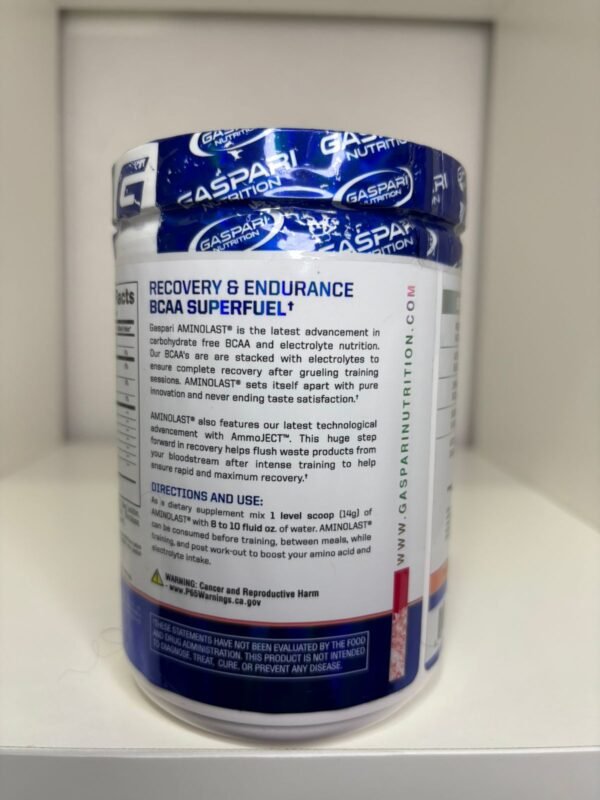 GASPARI
NUTRITION
GASPARI
NUTRITION
GASPARI
NUTRITION
GASPARI
NUTRITION
GASPARI
NUTRITION
GASPARI
NUTRITION
RECOVERY & ENDURANCE
BCAA SUPERFUEL†
Gaspari AMINOLAST® is the latest advancement in
carbohydrate free BCAA and electrolyte nutrition.
Our BCAA's are are stacked with electrolytes to
ensure complete recovery after grueling training
sessions. AMINOLAST® sets itself apart with pure
innovation and never ending taste satisfaction.†
AMINOLAST® also features our latest technological
advancement with AmmoJECT™. This huge step
forward in recovery helps flush waste products from
your bloodstream after intense training to help
ensure rapid and maximum recovery.†
DIRECTIONS AND USE:
As a dietary supplement mix 1 level scoop (14g) of
AMINOLAST® with 8 to 10 fluid oz. of water. AMINOLAST®
can be consumed before training, between meals, while
training, and post work-out to boost your amino acid and
electrolyte intake.
WARNING: Cancer and Reproductive Harm
- www.P65Warnings.ca.gov
THESE STATEMENTS HAVE NOT BEEN EVALUATED BY THE FOOD
AND DRUG ADMINISTRATION. THIS PRODUCT IS NOT INTENDED
TO DIAGNOSE, TREAT, CURE, OR PREVENT ANY DISEASE.
WWW.GASPARINUTRITION.COM